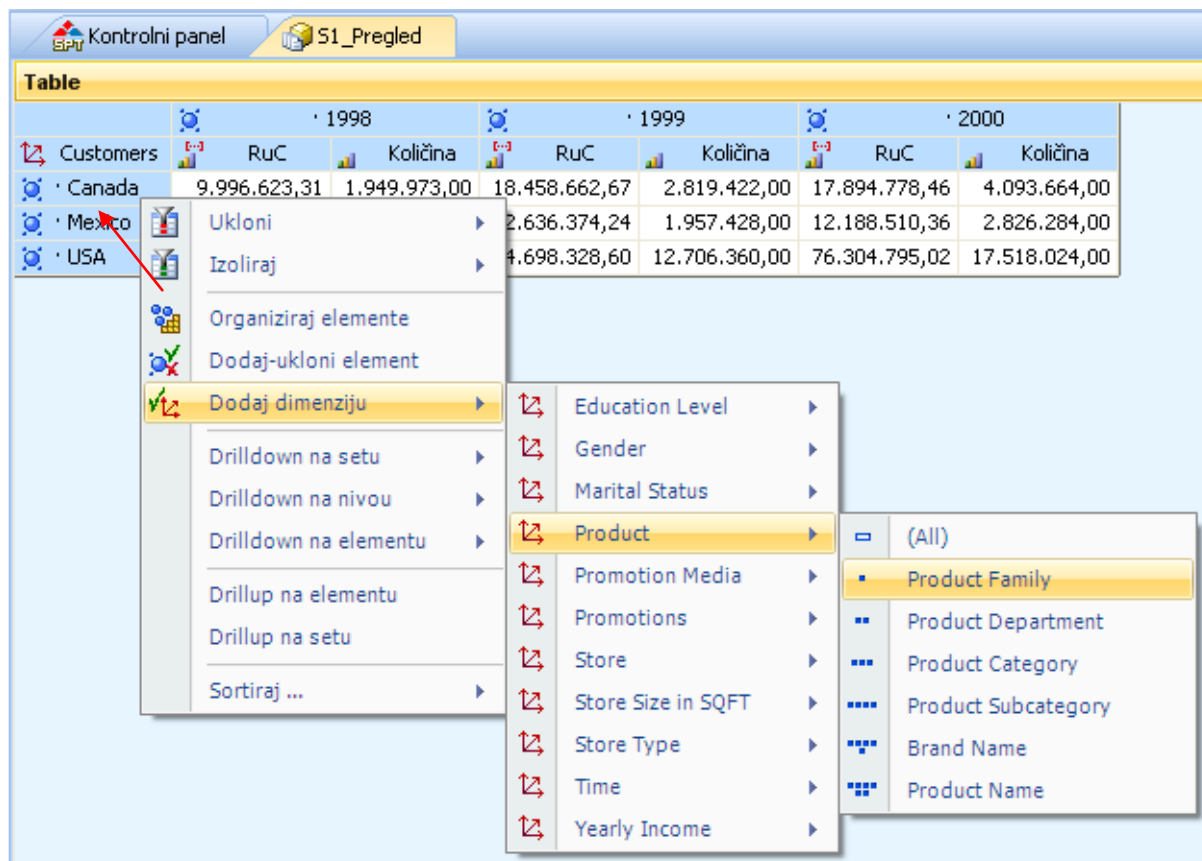 SPT Kontrolni panel S1_Pregled
Table
· 1998 · 1999 · 2000
Customers RuC Količina RuC Količina RuC Količina
· Canada 9.996.623,31 1.949.973,00 18.458.662,67 2.819.422,00 17.894.778,46 4.093.664,00
· Mexico 2.636.374,24 1.957.428,00 12.188.510,36 2.826.284,00
· USA 4.698.328,60 12.706.360,00 76.304.795,02 17.518.024,00
Ukloni
Izoliraj
Organiziraj elemente
Dodaj-ukloni element
Dodaj dimenziju
Drilldown na setu
Drilldown na nivou
Drilldown na elementu
Drillup na elementu
Drillup na setu
Sortiraj ...
Education Level
Gender
Marital Status
Product
Promotion Media
Promotions
Store
Store Size in SQFT
Store Type
Time
Yearly Income
(All)
Product Family
Product Department
Product Category
Product Subcategory
Brand Name
Product Name